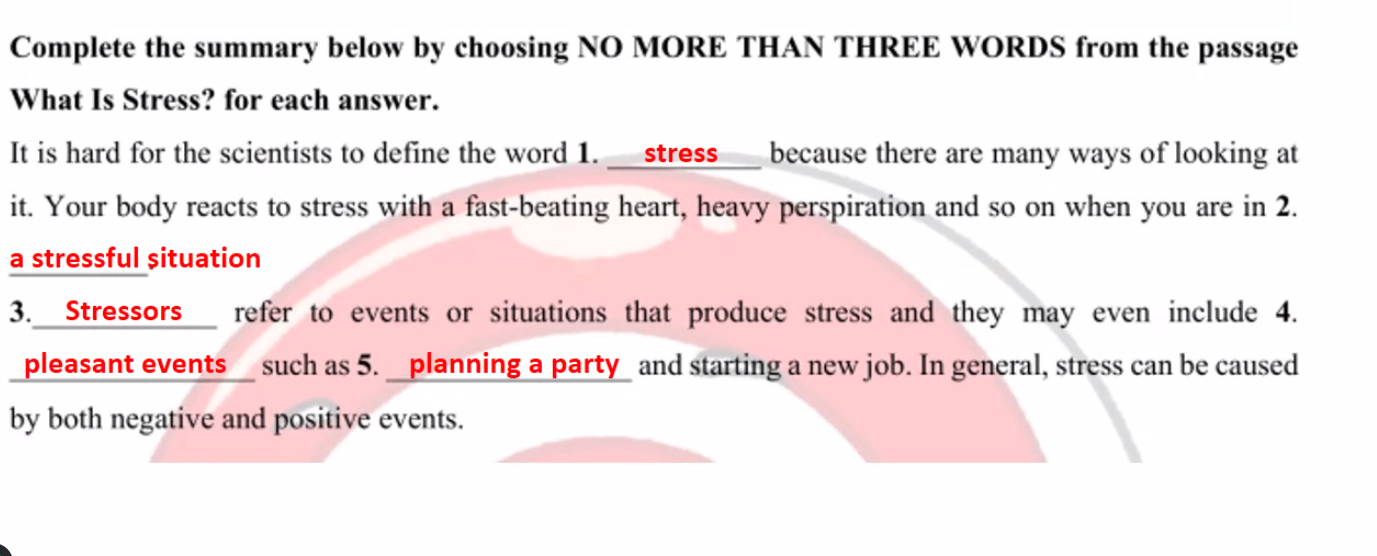 Complete the summary below by choosing NO MORE THAN THREE WORDS from the passage
What Is Stress? for each answer.
It is hard for the scientists to define the word 1. stress because there are many ways of looking at
it. Your body reacts to stress with a fast-beating heart, heavy perspiration and so on when you are in 2.
a stressful situation
3. Stressors refer to events or situations that produce stress and they may even include 4.
pleasant events such as 5. planning a party and starting a new job. In general, stress can be caused
by both negative and positive events.